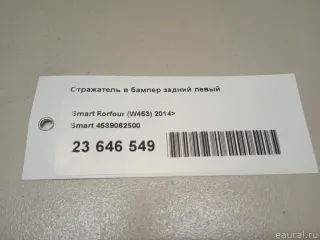 Отражатель в бампер задний левый
Smart Forfour (W453) 2014>
Smart 4539062500
23 646 549
eaural.ru